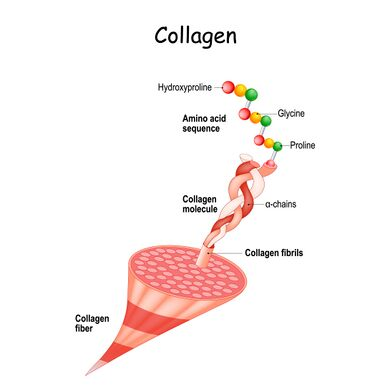 Collagen
Hydroxyproline
Glycine
Amino acid
sequence
Proline
Collagen
molecule
α-chains
Collagen fibrils
Collagen
fiber